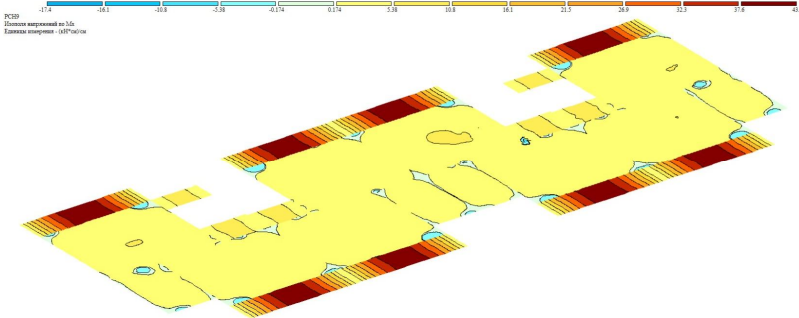 -17.4 -16.1 -10.8 -5.38 -0.174 0.174 5.38 10.8 16.1 21.5 26.9 32.3 37.6 43.
РСН9
Изополя напряжений по Mx
Единицы измерения - (кН*см)/см